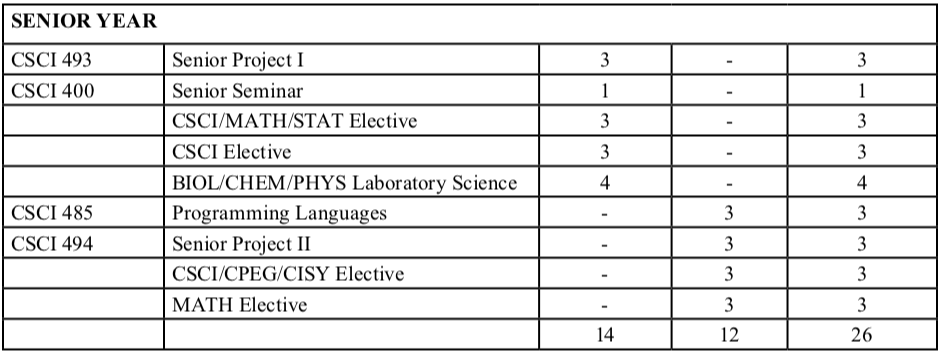 SENIOR YEAR
CSCI 493 Senior Project I 3 - 3
CSCI 400 Senior Seminar 1 - 1
CSCI/MATH/STAT Elective 3 - 3
CSCI Elective 3 - 3
BIOL/CHEM/PHYS Laboratory Science 4 - 4
CSCI 485 Programming Languages - 3 3
CSCI 494 Senior Project II - 3 3
CSCI/CPEG/CISY Elective - 3 3
MATH Elective - 3 3
14 12 26